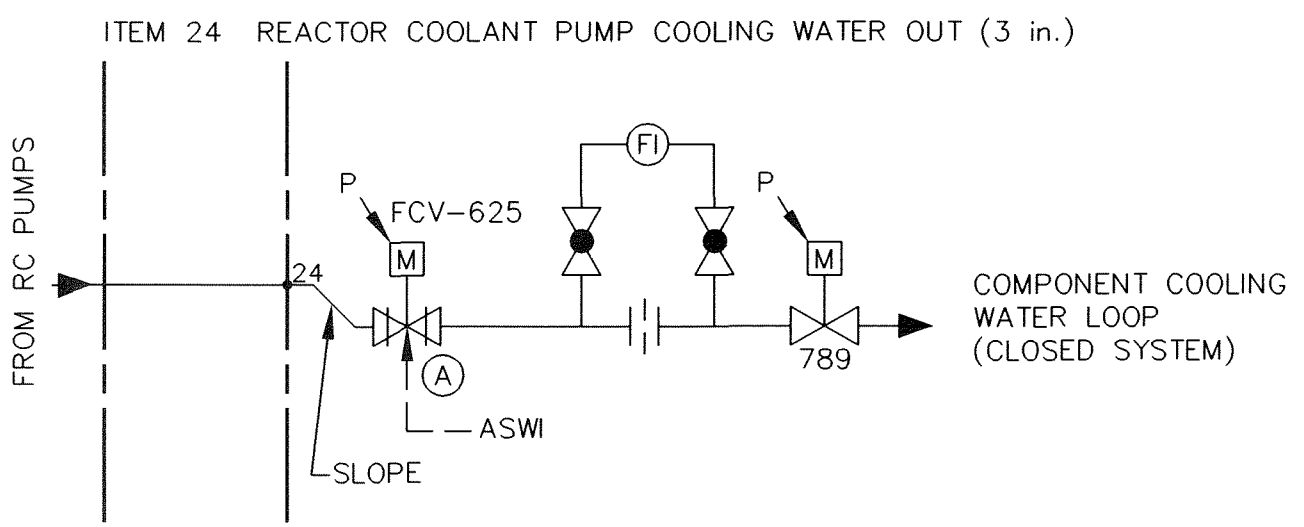 ITEM 24 REACTOR COOLANT PUMP COOLING WATER OUT (3 in.)
FROM RC PUMPS
24
P
FCV-625
M
A
ASWI
SLOPE
FI
P
M
789
COMPONENT COOLING
WATER LOOP
(CLOSED SYSTEM)